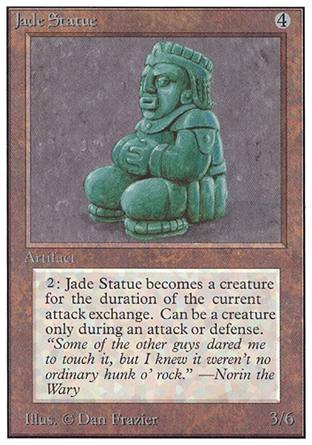 Jade Statue 4
Artifact
2: Jade Statue becomes a creature
for the duration of the current
attack exchange. Can be a creature
only during an attack or defense.
“Some of the other guys dared me
to touch it, but I knew it weren’t no
ordinary hunk o’ rock.” —Norin the
Wary
Illus. © Dan Frazier 3/6